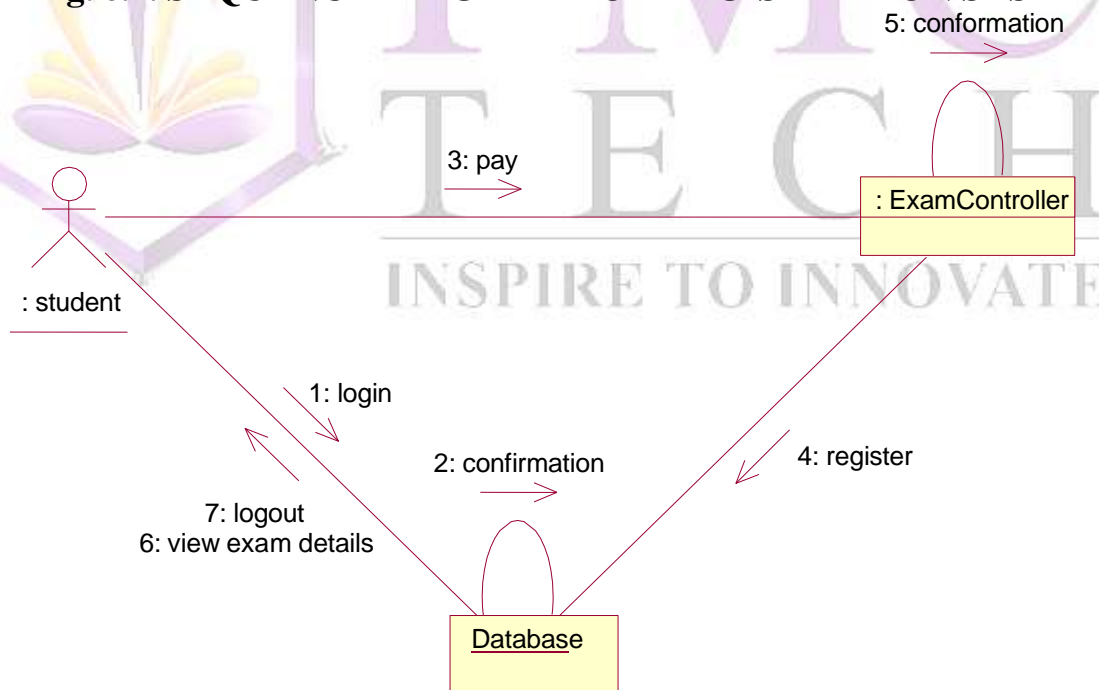 5: conformation
T E C H
3: pay
: ExamController
INSPIRE TO INNOVATE
: student
1: login
2: confirmation
4: register
7: logout
6: view exam details
Database